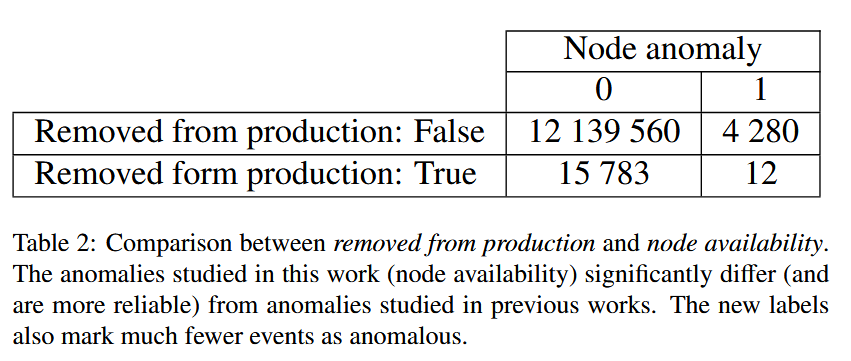 Node anomaly
0 1
Removed from production: False 12 139 560 4 280
Removed form production: True 15 783 12
Table 2: Comparison between removed from production and node availability.
The anomalies studied in this work (node availability) significantly differ (and
are more reliable) from anomalies studied in previous works. The new labels
also mark much fewer events as anomalous.